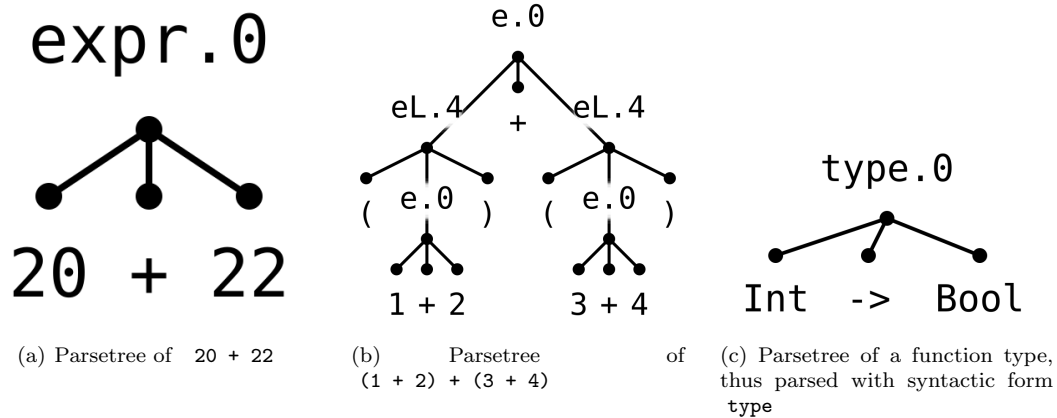 expr.0
20 + 22
(a) Parsetree of 20 + 22
e.0
eL.4 + eL.4
( e.0 ) ( e.0 )
1 + 2 3 + 4
(b) Parsetree of
(1 + 2) + (3 + 4)
type.0
Int -> Bool
(c) Parsetree of a function type,
thus parsed with syntactic form
type